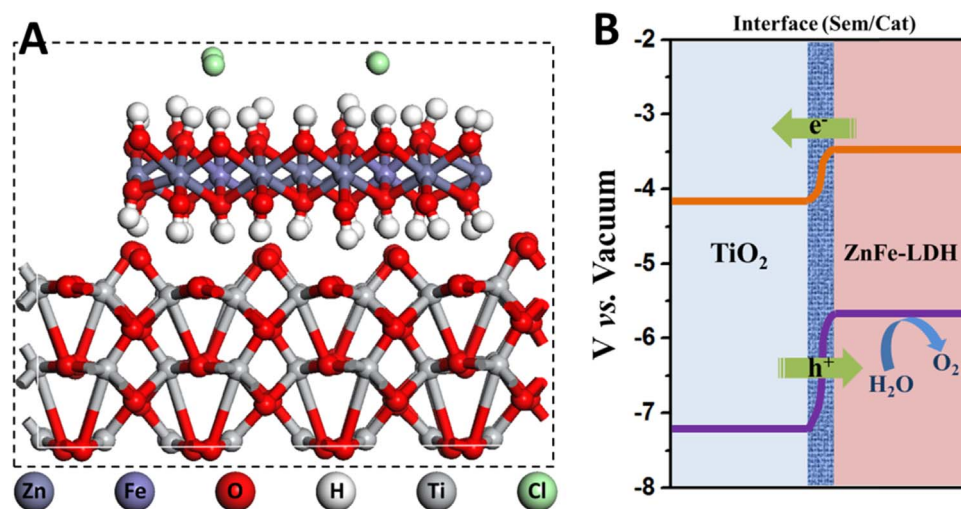 A
Zn
Fe
O
H
Ti
Cl
B
Interface (Sem/Cat)
V vs. Vacuum
-2
-3
-4
-5
-6
-7
-8
e-
TiO2
ZnFe-LDH
h+
H2O
O2